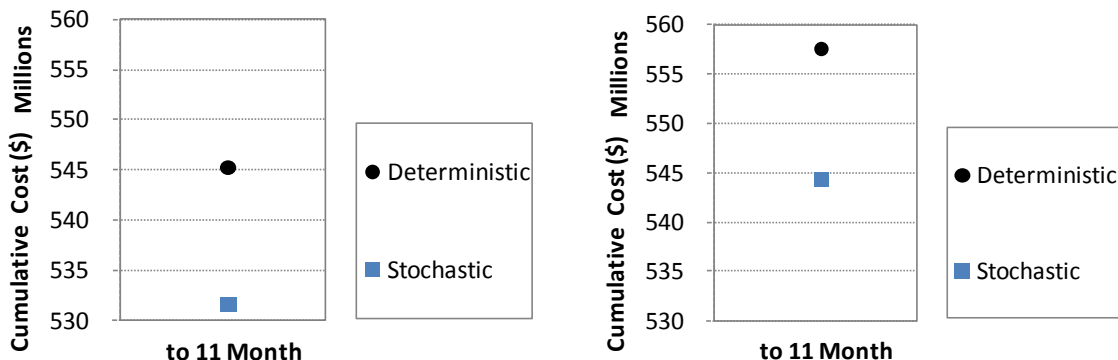 Cumulative Cost ($) Millions
560
555
550
545
540
535
530
to 11 Month
Deterministic
Stochastic
Cumulative Cost ($) Millions
560
555
550
545
540
535
530
to 11 Month
Deterministic
Stochastic